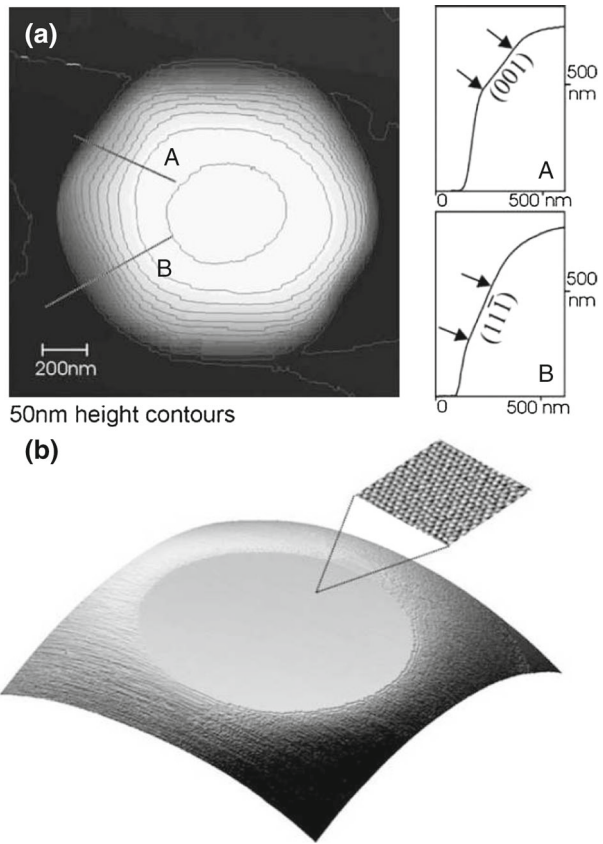 (a)
A
B
200nm
50nm height contours
(001)
500
nm
A
0
500 nm
(111)
500
nm
B
0
500 nm
(b)